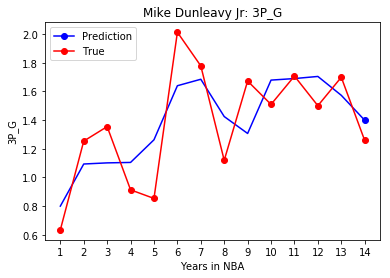 Mike Dunleavy Jr: 3P_G
Prediction
True
3P_G
2.0
1.8
1.6
1.4
1.2
1.0
0.8
0.6
1 2 3 4 5 6 7 8 9 10 11 12 13 14
Years in NBA